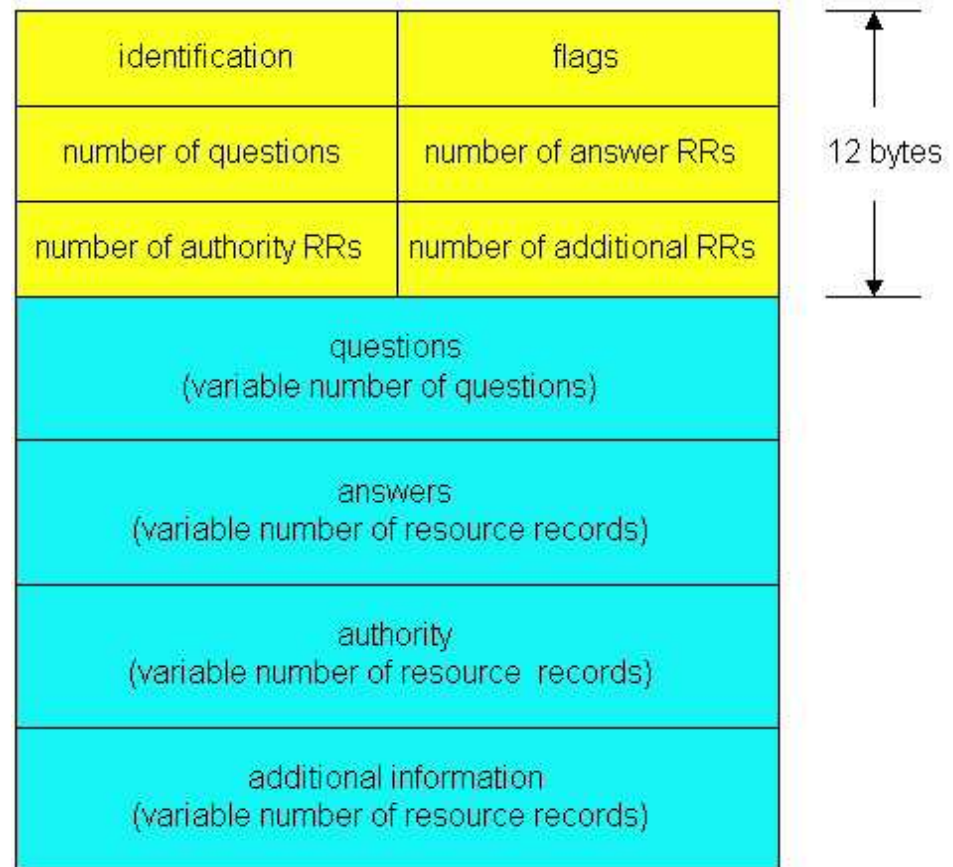 identification
flags
number of questions
number of answer RRs
12 bytes
number of authority RRs
number of additional RRs
questions
(variable number of questions)
answers
(variable number of resource records)
authority
(variable number of resource records)
additional information
(variable number of resource records)